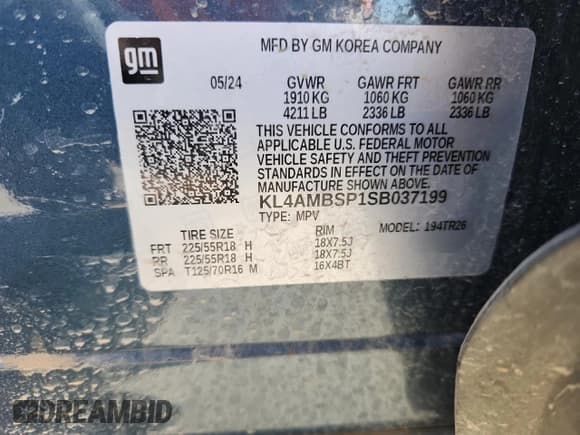 gm
MFD BY GM KOREA COMPANY
05/24 GVWR GAWR FRT GAWR RR
1910 KG 1060 KG 1060 KG
4211 LB 2336 LB 2336 LB
THIS VEHICLE CONFORMS TO ALL
APPLICABLE U.S. FEDERAL MOTOR
VEHICLE SAFETY AND THEFT PREVENTION
STANDARDS IN EFFECT ON THE DATE OF
MANUFACTURE SHOWN ABOVE.
KL4AMBSP1SB037199
TYPE: MPV MODEL: 194TR26
TIRE SIZE RIM
FRT 225/55R18 H 18X7.5J
RR 225/55R18 H 18X7.5J
SPA T125/70R16 M 16X4BT
DREAMBID